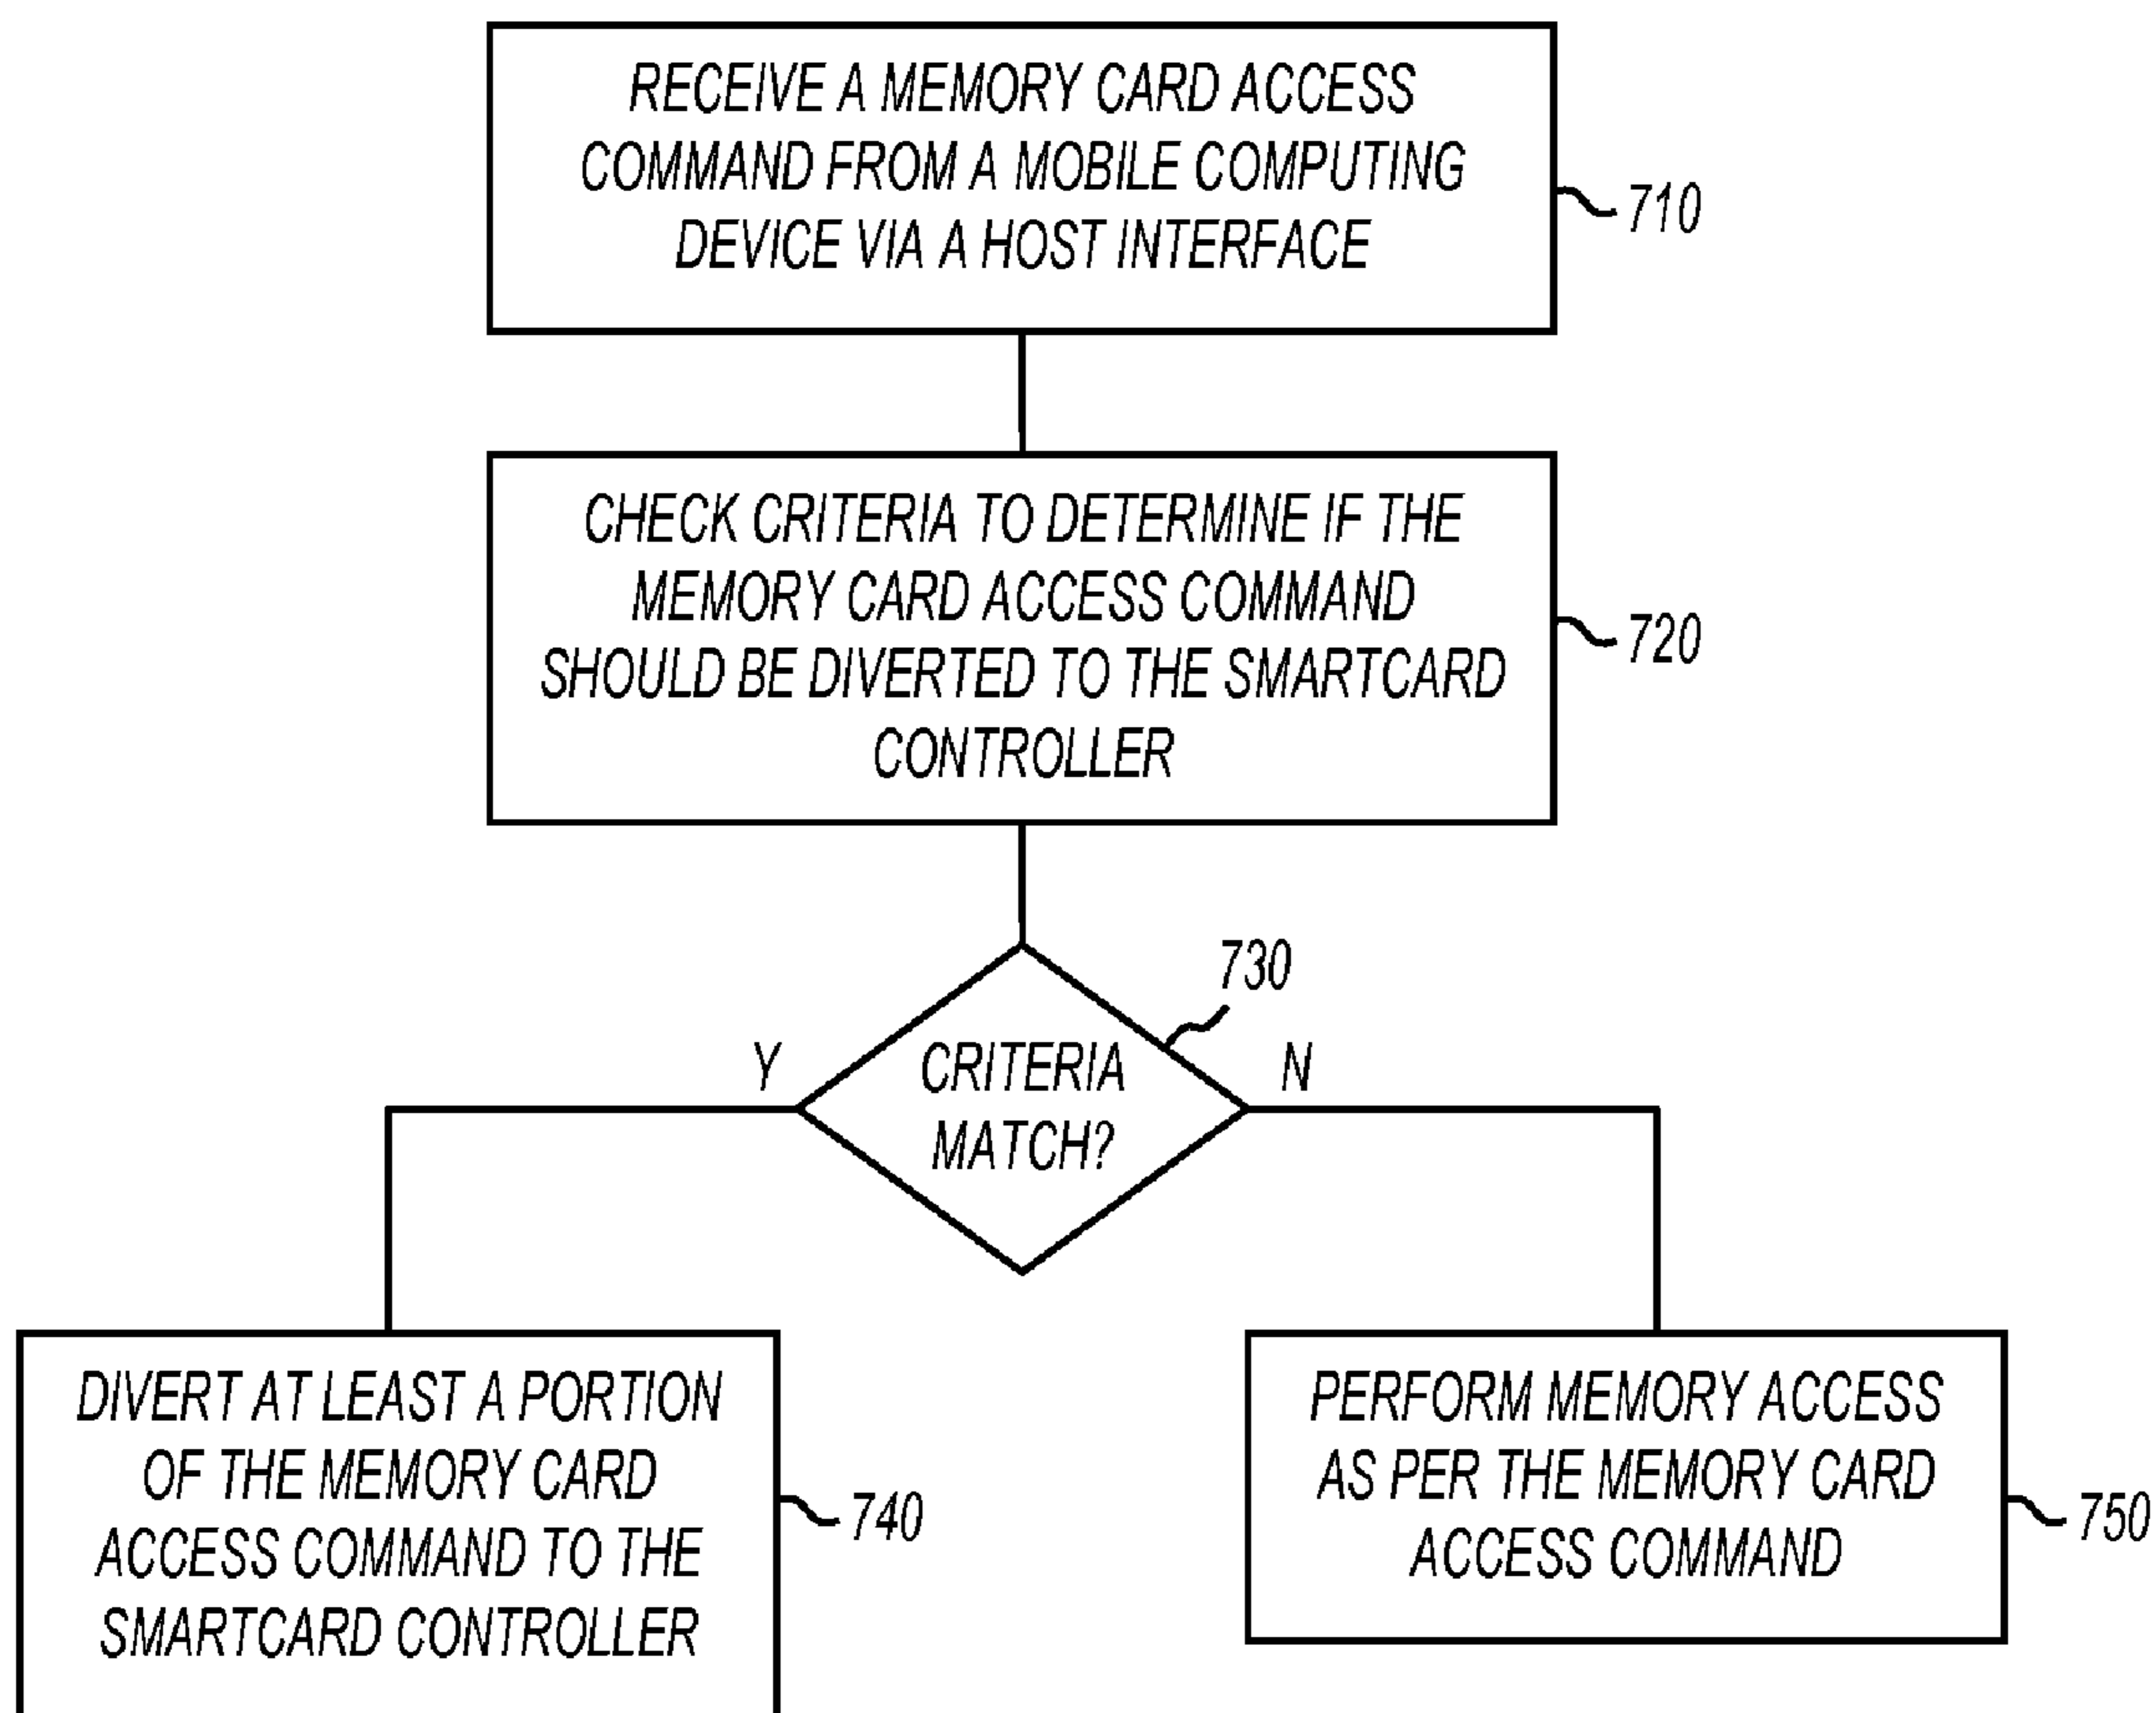 RECEIVE A MEMORY CARD ACCESS
COMMAND FROM A MOBILE COMPUTING
DEVICE VIA A HOST INTERFACE
710
CHECK CRITERIA TO DETERMINE IF THE
MEMORY CARD ACCESS COMMAND
SHOULD BE DIVERTED TO THE SMARTCARD
CONTROLLER
720
730
Y
CRITERIA
MATCH?
N
DIVERT AT LEAST A PORTION
OF THE MEMORY CARD
ACCESS COMMAND TO THE
SMARTCARD CONTROLLER
740
PERFORM MEMORY ACCESS
AS PER THE MEMORY CARD
ACCESS COMMAND
750